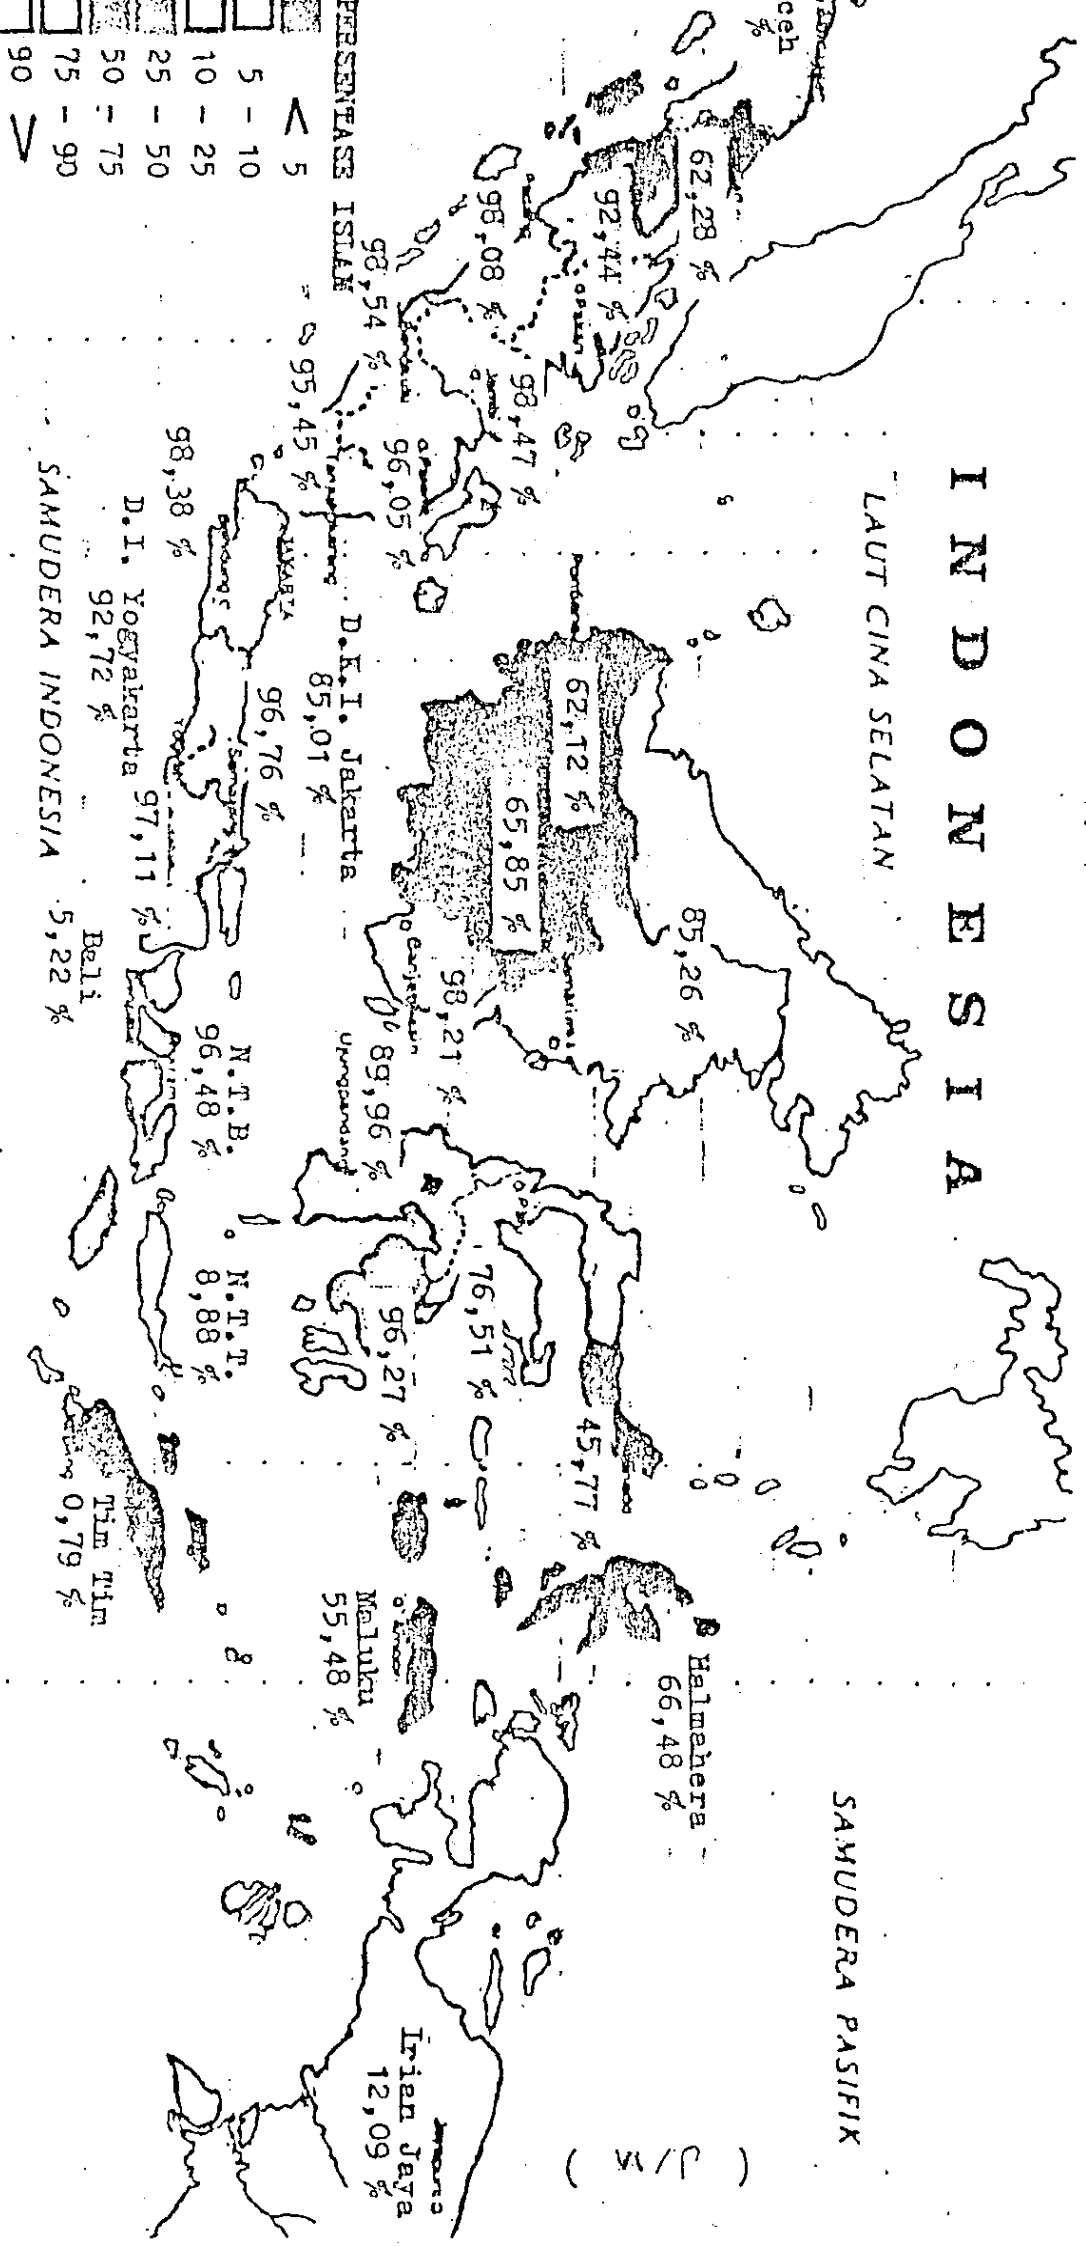 I N D O N E S I A
LAUT CINA SELATAN
SAMUDERA PASIFIK
ceh
%
62,28 %
92,44 %
98,08 %
98,47 %
98,54 %
96,05 %
95,45 %
Pontianak
62,12 %
65,85 %
85,26 %
98,21 %
89,96 %
76,51 %
96,27 %
45,77 %
Halmahera
66,48 %
Maluku
55,48 %
Irian Jaya
12,09 %
D.K.I. Jakarta
85,01 %
JAKARTA
96,76 %
98,38 %
D.I. Yogyakarta
92,72 %
97,11 %
Bali
5,22 %
N.T.B.
96,48 %
N.T.T.
8,88 %
Tim Tim
0,79 %
SAMUDERA INDONESIA
PERSENTASE ISLAM
< 5
5 - 10
10 - 25
25 - 50
50 - 75
75 - 90
90 >